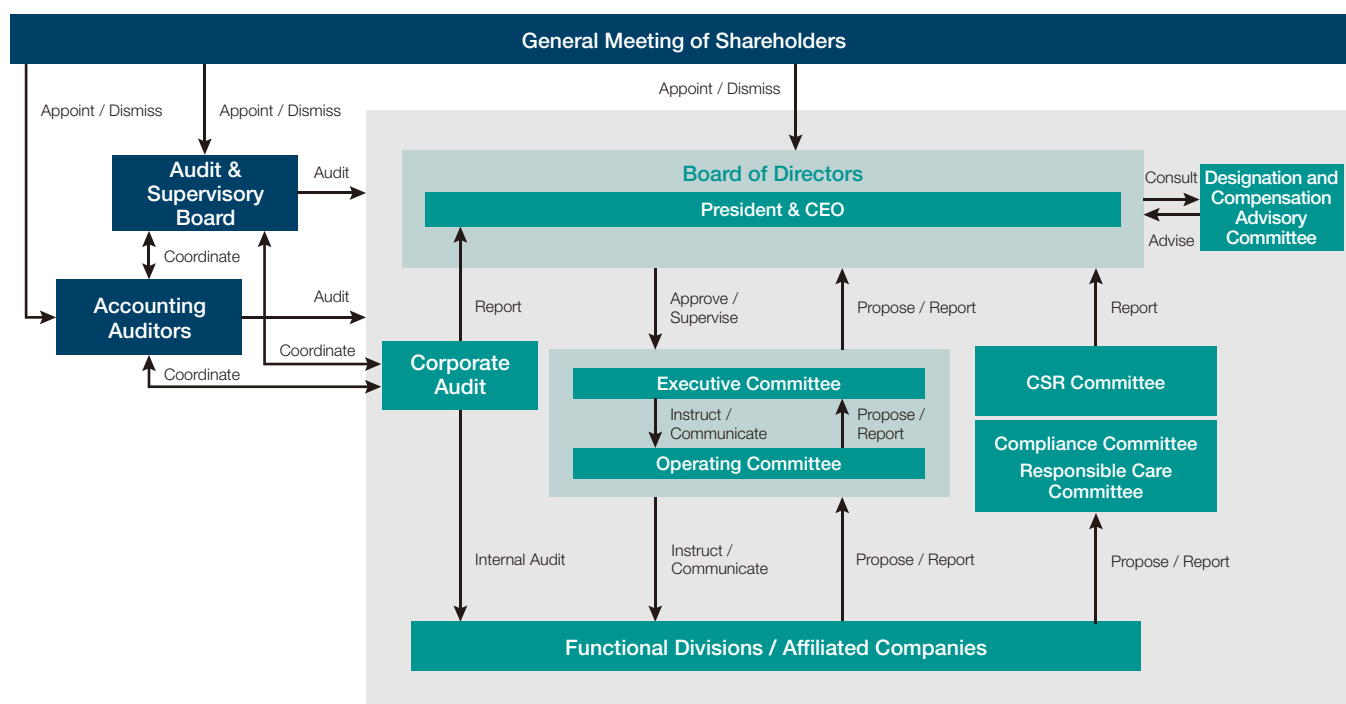 General Meeting of Shareholders
Appoint / Dismiss
Appoint / Dismiss
Appoint / Dismiss
Audit &
Supervisory
Board
Audit
Board of Directors
President & CEO
Consult
Advise
Designation and
Compensation
Advisory
Committee
Coordinate
Accounting
Auditors
Audit
Report
Approve /
Supervise
Propose / Report
Report
Coordinate
Coordinate
Corporate
Audit
Executive Committee
Instruct /
Communicate
Propose /
Report
Operating Committee
CSR Committee
Compliance Committee
Responsible Care
Committee
Internal Audit
Instruct /
Communicate
Propose / Report
Propose / Report
Functional Divisions / Affiliated Companies